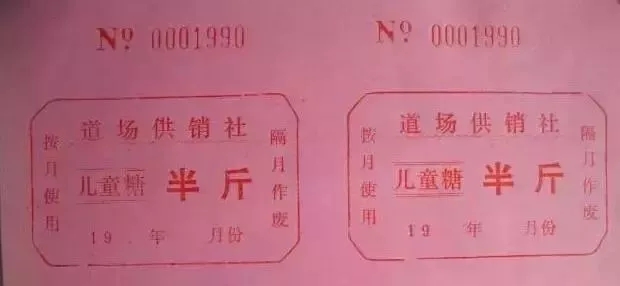 Nº 0001990
道场供销社
按月使用
儿童糖 半斤
隔月作废
19 年 月份
Nº 0001990
道场供销社
按月使用
儿童糖 半斤
隔月作废
19 年 月份